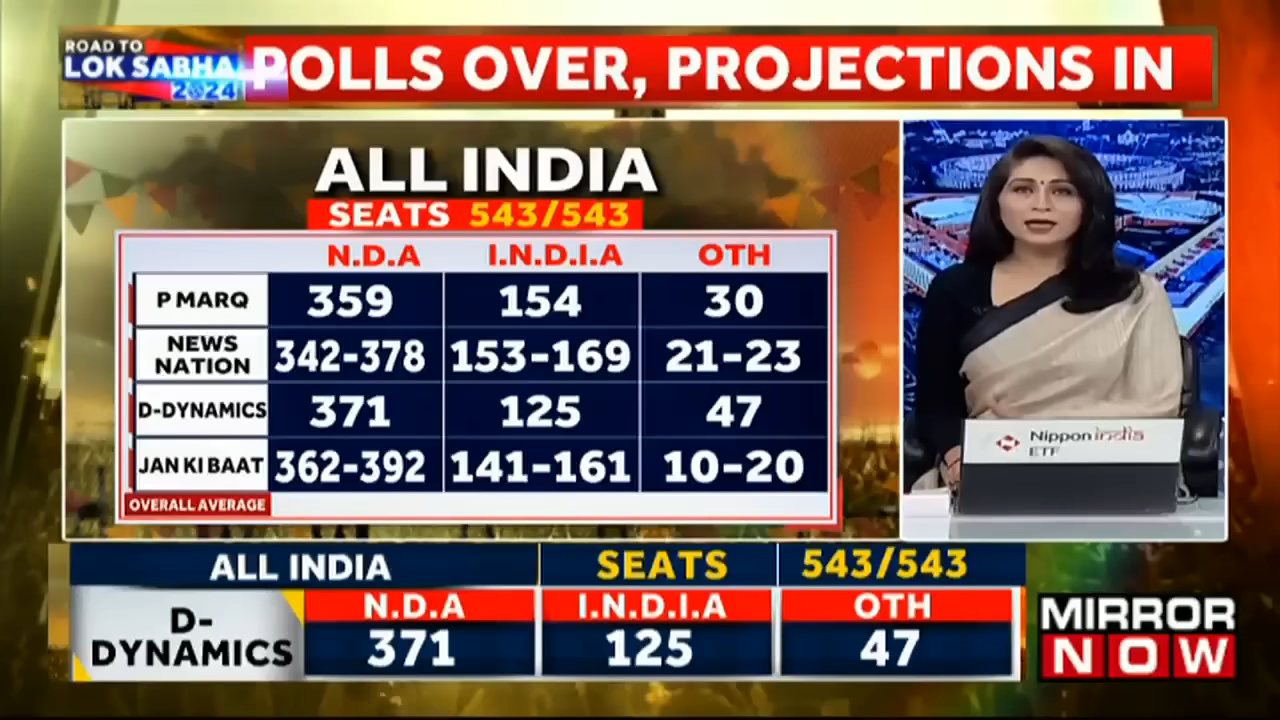 ROAD TO
LOK SABHA
2024
POLLS OVER, PROJECTIONS IN
ALL INDIA
SEATS 543/543
N.D.A I.N.D.I.A OTH
P MARQ 359 154 30
NEWS NATION 342-378 153-169 21-23
D-DYNAMICS 371 125 47
JAN KI BAAT 362-392 141-161 10-20
OVERALL AVERAGE
Nippon india
ETF
ALL INDIA SEATS 543/543
D-DYNAMICS
N.D.A I.N.D.I.A OTH
371 125 47
MIRROR
NOW